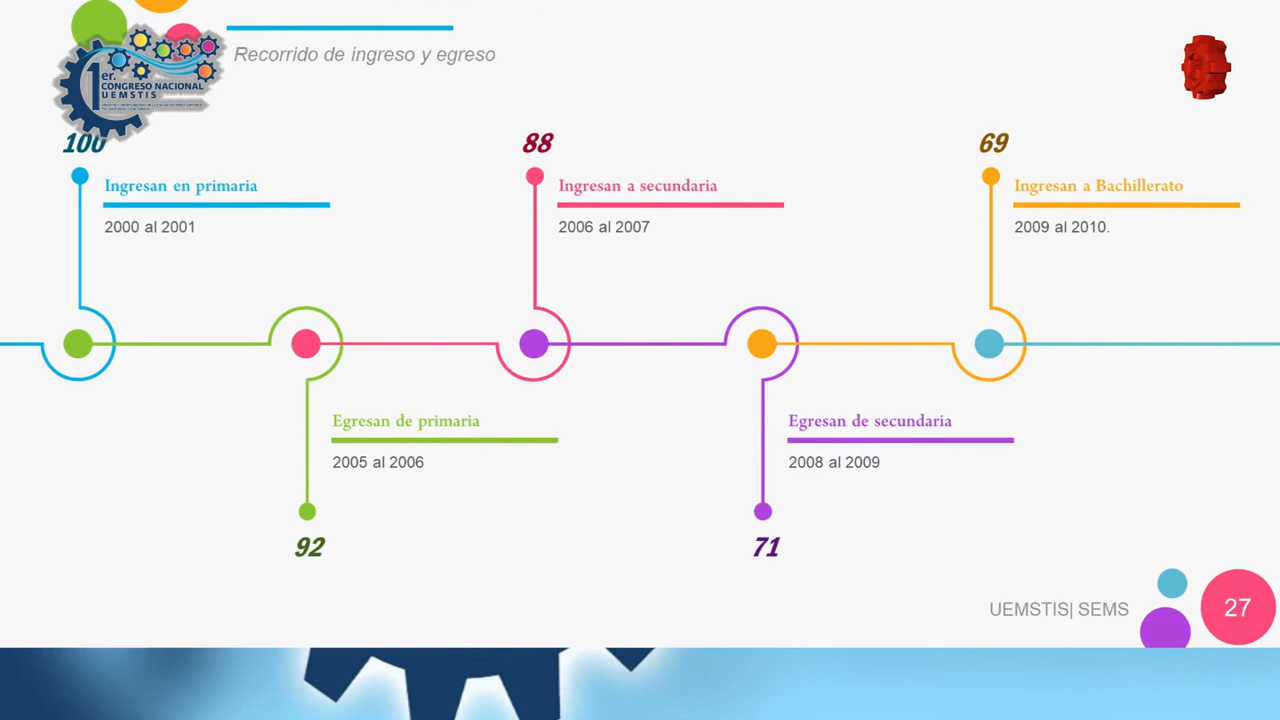 Recorrido de ingreso y egreso
1er.
CONGRESO NACIONAL
UEMSTIS
100
88
69
Ingresan en primaria
Ingresan a secundaria
Ingresan a Bachillerato
2000 al 2001
2006 al 2007
2009 al 2010.
Egresan de primaria
Egresan de secundaria
2005 al 2006
2008 al 2009
92
71
UEMSTIS| SEMS
27